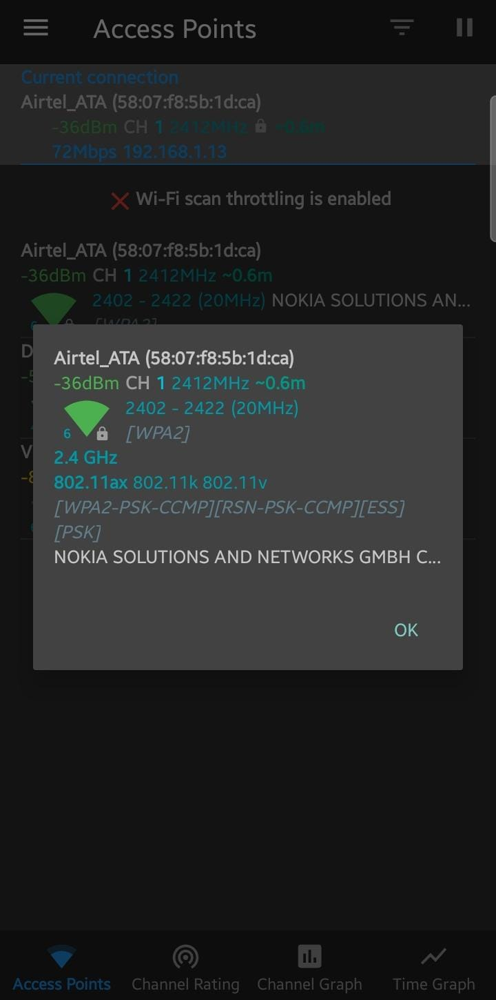 Access Points
Current connection
Airtel_ATA (58:07:f8:5b:1d:ca)
-36dBm CH 1 2412MHz ~0.6m
72Mbps 192.168.1.13
Wi-Fi scan throttling is enabled
Airtel_ATA (58:07:f8:5b:1d:ca)
-36dBm CH 1 2412MHz ~0.6m
2402 - 2422 (20MHz) NOKIA SOLUTIONS AN...
6 [WPA2]
D
-5
V
-8
Airtel_ATA (58:07:f8:5b:1d:ca)
-36dBm CH 1 2412MHz ~0.6m
2402 - 2422 (20MHz)
6 [WPA2]
2.4 GHz
802.11ax 802.11k 802.11v
[WPA2-PSK-CCMP][RSN-PSK-CCMP][ESS]
[PSK]
NOKIA SOLUTIONS AND NETWORKS GMBH C...
OK
Access Points Channel Rating Channel Graph Time Graph